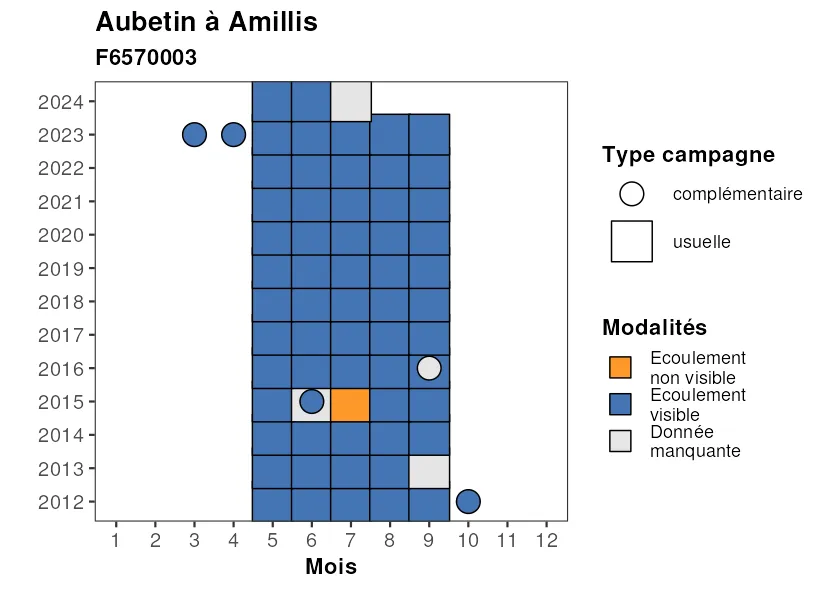 Aubetin à Amillis
F6570003
2024
2023
2022
2021
2020
2019
2018
2017
2016
2015
2014
2013
2012
1 2 3 4 5 6 7 8 9 10 11 12
Mois
Type campagne
complémentaire
usuelle
Modalités
Ecoulement
non visible
Ecoulement
visible
Donnée
manquante